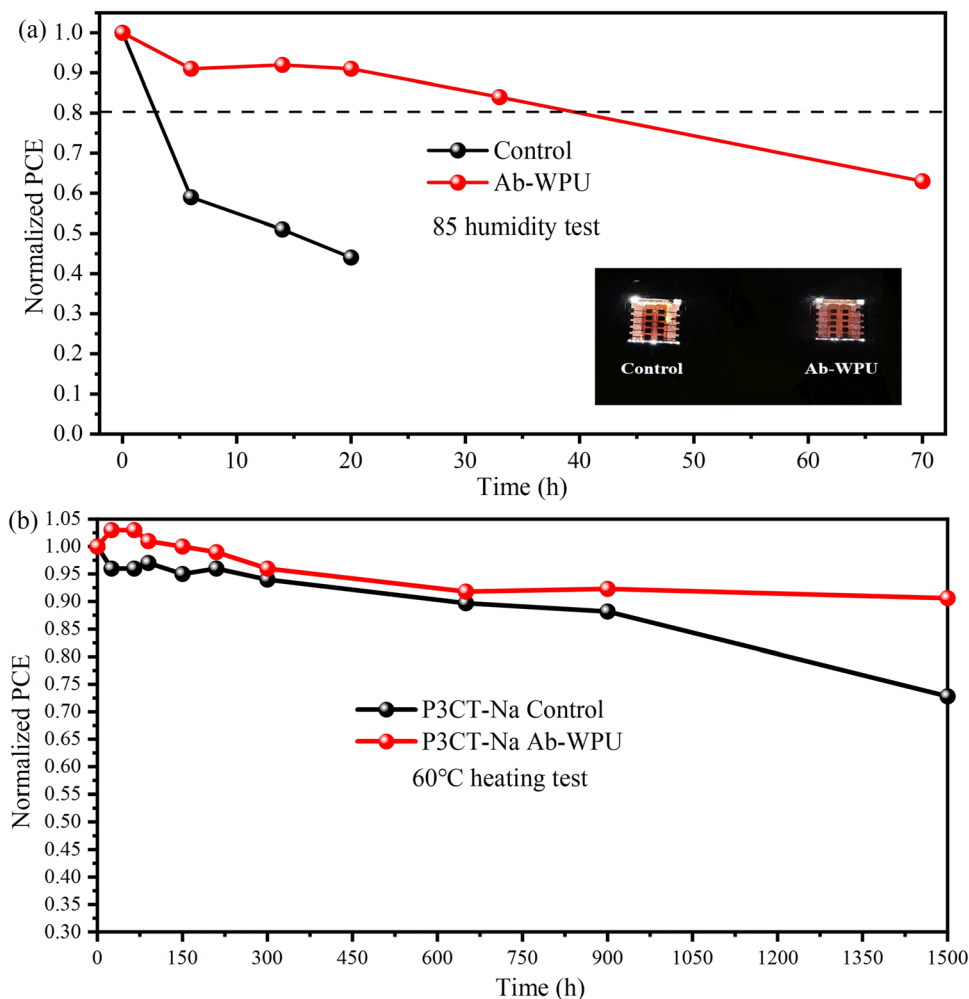 (a)
1.0
0.9
0.8
0.7
0.6
0.5
0.4
0.3
0.2
0.1
0.0
Normalized PCE
Control
Ab-WPU
85 humidity test
Control Ab-WPU
0 10 20 30 40 50 60 70
Time (h)
(b)
1.05
1.00
0.95
0.90
0.85
0.80
0.75
0.70
0.65
0.60
0.55
0.50
0.45
0.40
0.35
0.30
Normalized PCE
P3CT-Na Control
P3CT-Na Ab-WPU
60℃ heating test
0 150 300 450 600 750 900 1050 1200 1350 1500
Time (h)